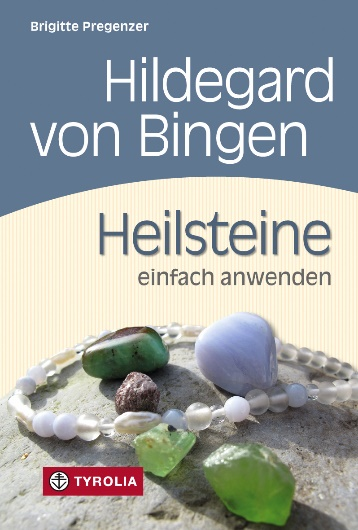 Brigitte Pregenzer
Hildegard
von Bingen
Heilsteine
einfach anwenden
TYROLIA